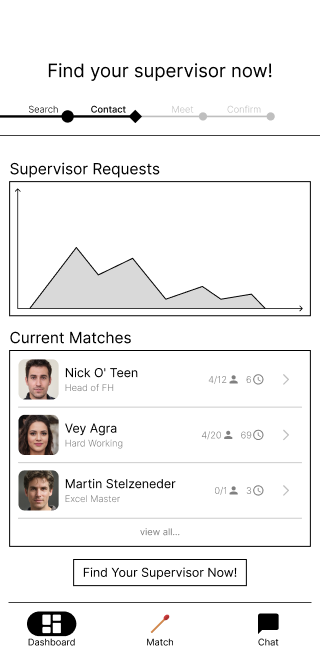 Find your supervisor now!
Search Contact Meet Confirm
Supervisor Requests
Current Matches
Nick O' Teen
Head of FH
4/12 6
Vey Agra
Hard Working
4/20 69
Martin Stelzeneder
Excel Master
0/1 3
view all...
Find Your Supervisor Now!
Dashboard Match Chat